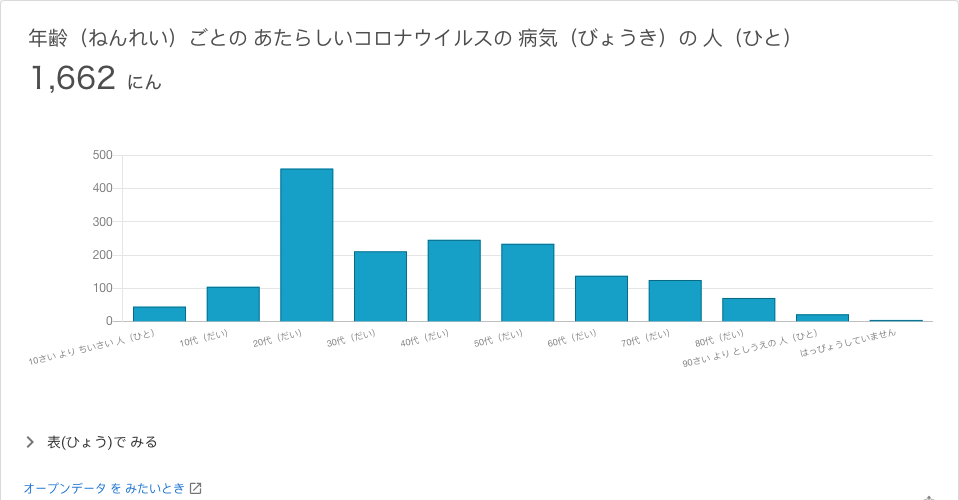 年齢（ねんれい）ごとの あたらしいコロナウイルスの 病気（びょうき）の 人（ひと）
1,662 にん
500
400
300
200
100
0
10さい より ちいさい 人（ひと）
10代（だい）
20代（だい）
30代（だい）
40代（だい）
50代（だい）
60代（だい）
70代（だい）
80代（だい）
90さい より としうえの 人（ひと）
はっぴょうしていません
表(ひょう)で みる
オープンデータ を みたいとき